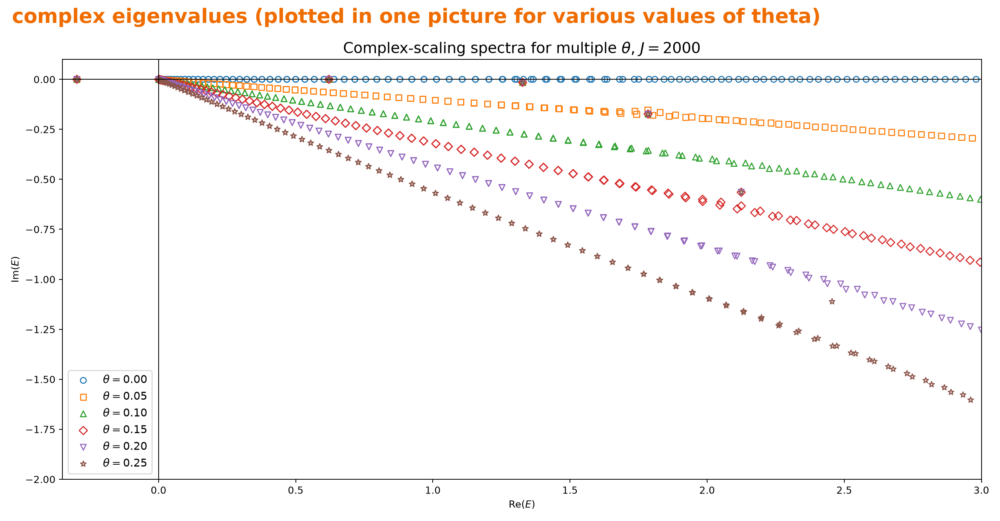 complex eigenvalues (plotted in one picture for various values of theta)
Complex-scaling spectra for multiple θ, J = 2000
0.00
−0.25
−0.50
−0.75
−1.00
−1.25
−1.50
−1.75
−2.00
Im(E)
θ = 0.00
θ = 0.05
θ = 0.10
θ = 0.15
θ = 0.20
θ = 0.25
0.0 0.5 1.0 1.5 2.0 2.5 3.0
Re(E)